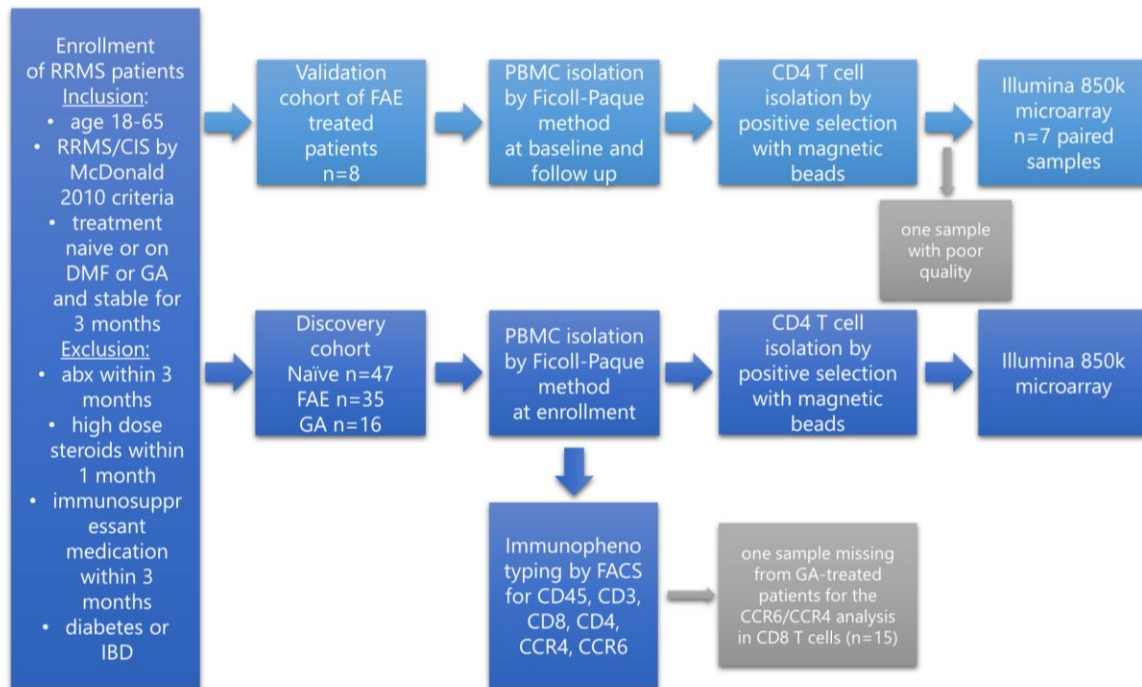 Enrollment
of RRMS patients
Inclusion:
• age 18-65
• RRMS/CIS by
McDonald
2010 criteria
• treatment
naive or on
DMF or GA
and stable for
3 months
Exclusion:
• abx within 3
months
• high dose
steroids within
1 month
• immunosuppr
essant
medication
within 3
months
• diabetes or
IBD
Validation
cohort of FAE
treated
patients
n=8
PBMC isolation
by Ficoll-Paque
method
at baseline and
follow up
CD4 T cell
isolation by
positive selection
with magnetic
beads
Illumina 850k
microarray
n=7 paired
samples
one sample
with poor
quality
Discovery
cohort
Naïve n=47
FAE n=35
GA n=16
PBMC isolation
by Ficoll-Paque
method
at enrollment
CD4 T cell
isolation by
positive selection
with magnetic
beads
Illumina 850k
microarray
Immunopheno
typing by FACS
for CD45, CD3,
CD8, CD4,
CCR4, CCR6
one sample missing
from GA-treated
patients for the
CCR6/CCR4 analysis
in CD8 T cells (n=15)